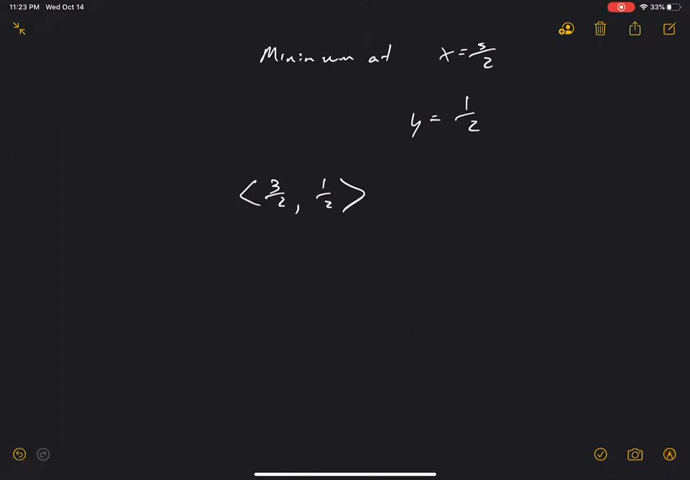 11:23 PM Wed Oct 14 33%
Minimum at x = 3/2
y = 1/2
< 3/2 , 1/2 >